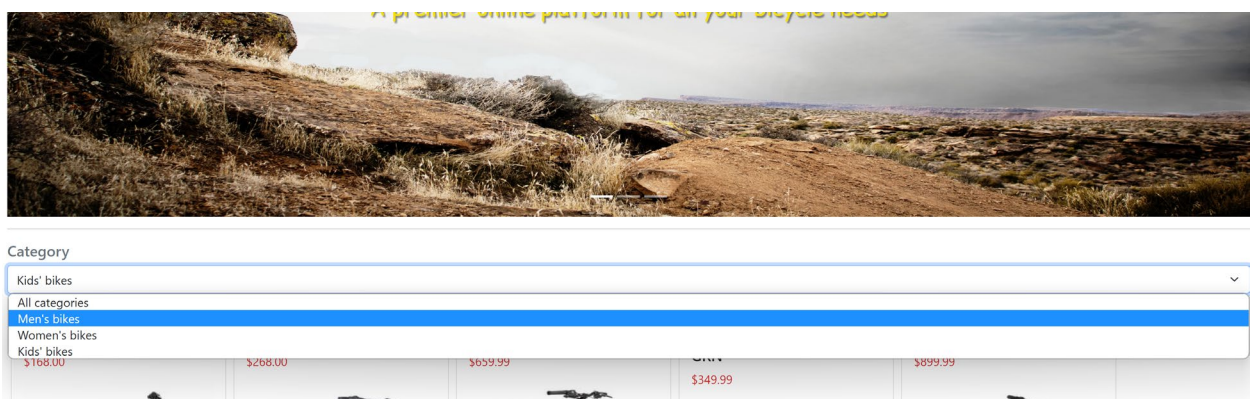 A premier online platform for all your bicycle needs
Category
Kids' bikes
All categories
Men's bikes
Women's bikes
Kids' bikes
$168.00
$268.00
$659.99
$899.99
$349.99